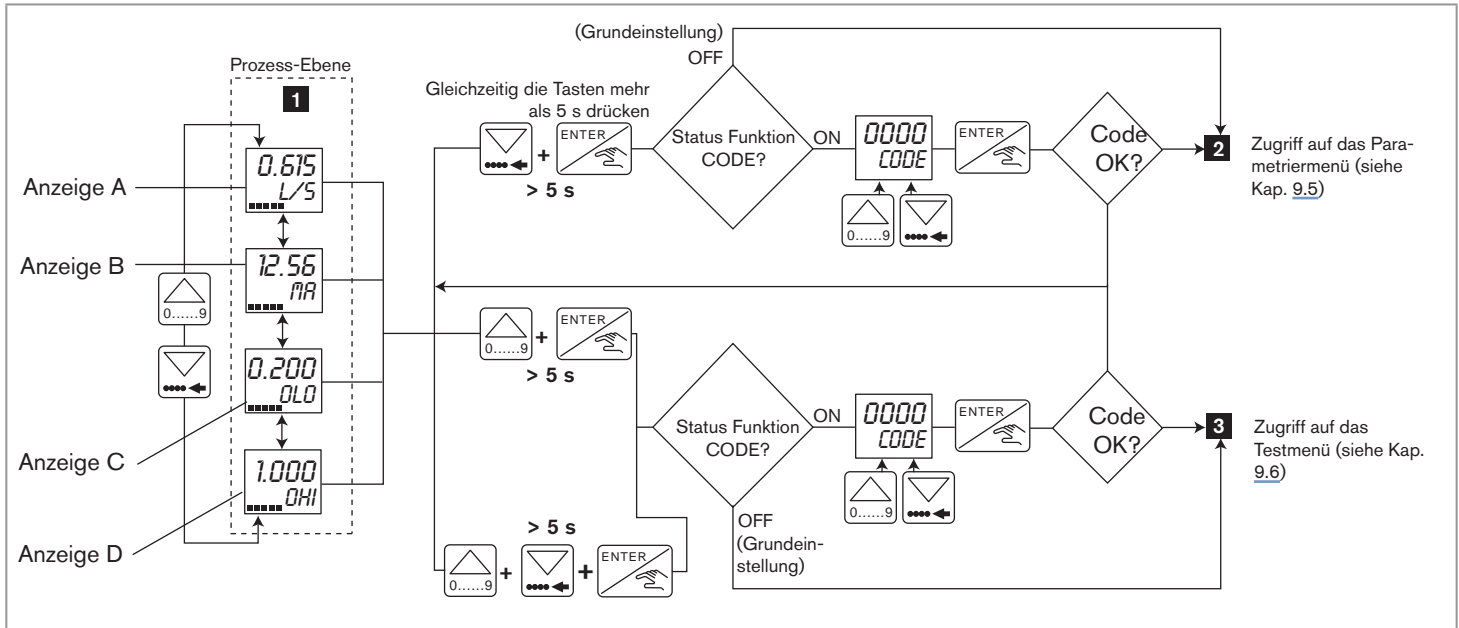 Prozess-Ebene
1
Anzeige A
0.615
L/S
Anzeige B
12.56
MA
Anzeige C
0.200
OLO
Anzeige D
1.000
OHI
0......9
(Grundeinstellung)
OFF
Gleichzeitig die Tasten mehr
als 5 s drücken
+
ENTER
> 5 s
Status Funktion
CODE?
ON
0000
CODE
0......9
ENTER
Code
OK?
2
Zugriff auf das Para-
metriermenü (siehe
Kap. 9.5)
0......9
+
ENTER
> 5 s
Status Funktion
CODE?
ON
0000
CODE
0......9
ENTER
Code
OK?
3
Zugriff auf das
Testmenü (siehe Kap.
9.6)
OFF
(Grundein-
stellung)
> 5 s
0......9
+
+
ENTER